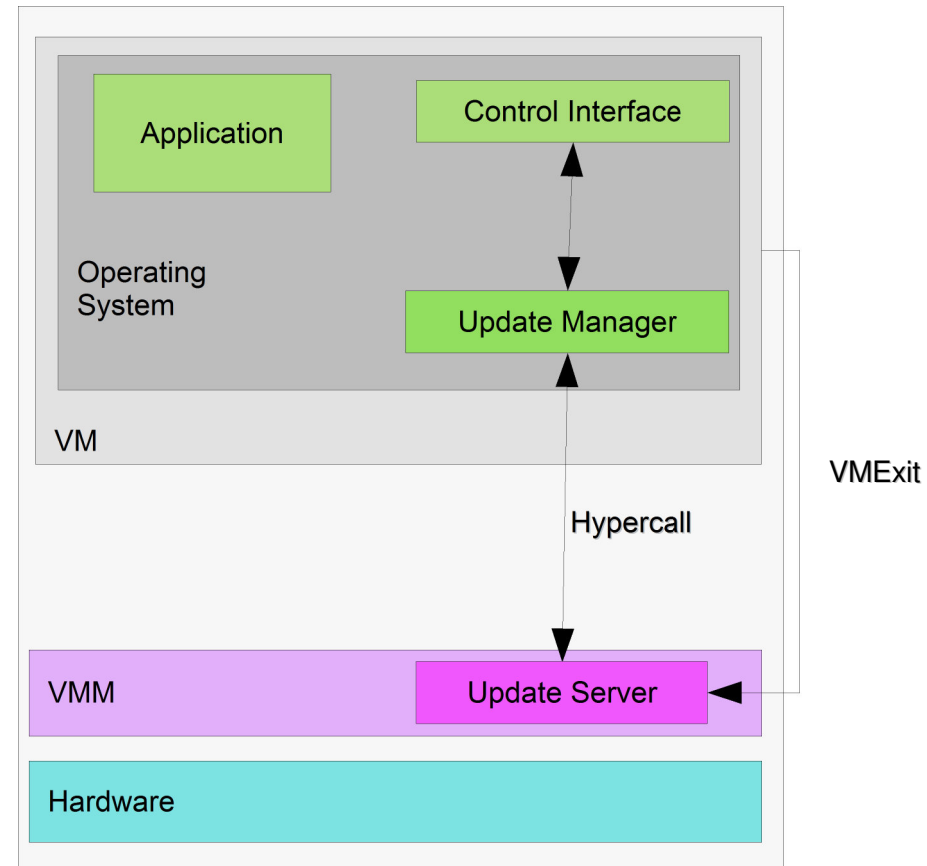 Application
Control Interface
Operating
System
Update Manager
VM
VMExit
Hypercall
VMM
Update Server
Hardware